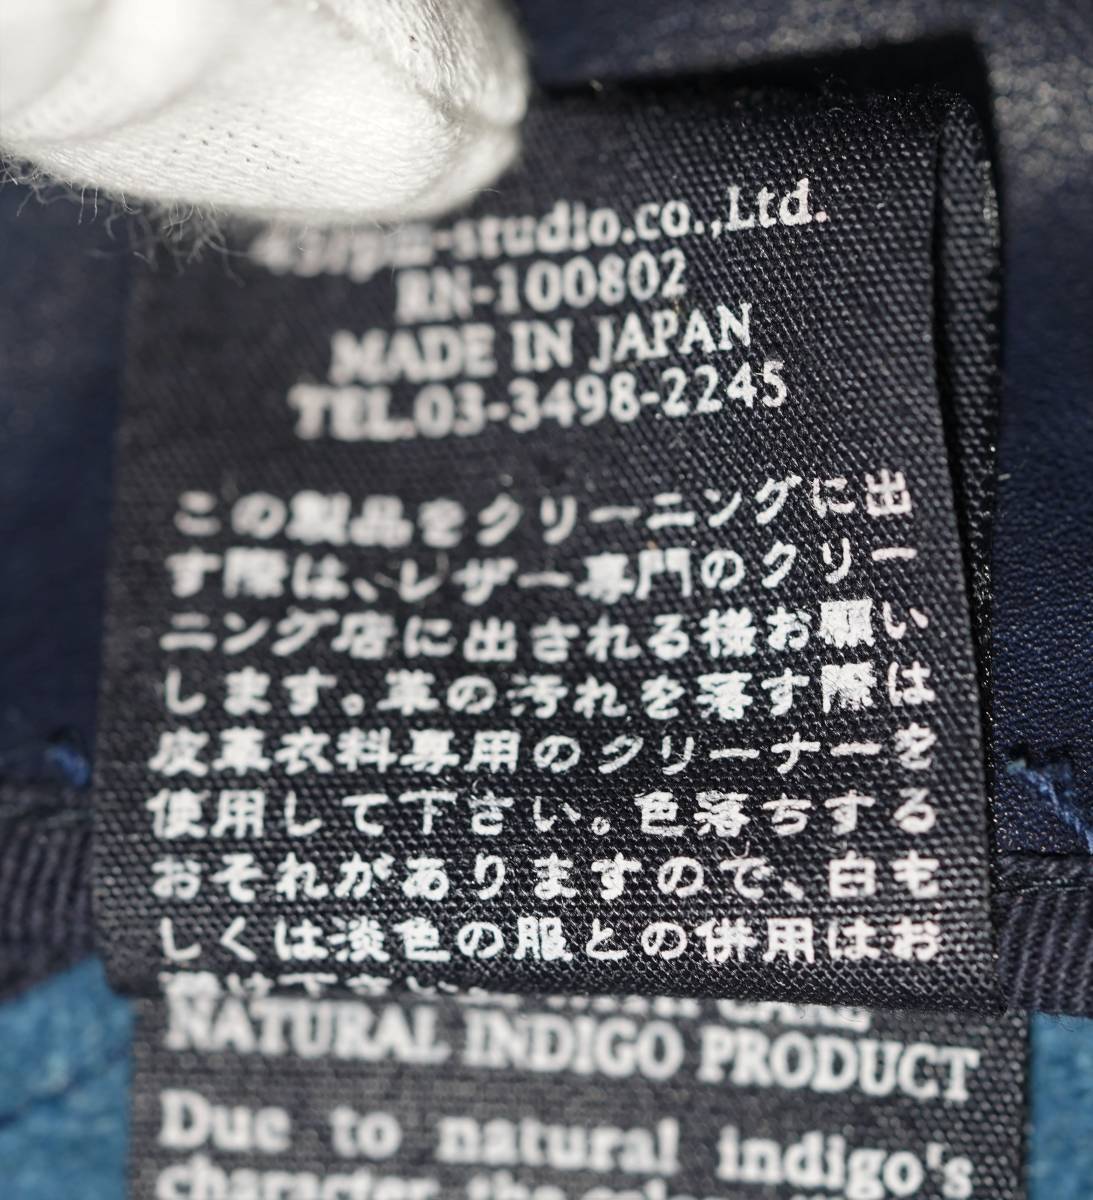 studio.co.,Ltd.
RN-100802
MADE IN JAPAN
TEL.03-3498-2245
この製品をクリーニングに出
す際は、レザー専門のクリー
ニング店に出される様お願い
します。革の汚れを落す際は
皮革衣料専用のクリーナーを
使用して下さい。色落ちする
おそれがありますので、白も
しくは淡色の服との併用はお
NATURAL INDIGO PRODUCT
Due to natural indigo's
character